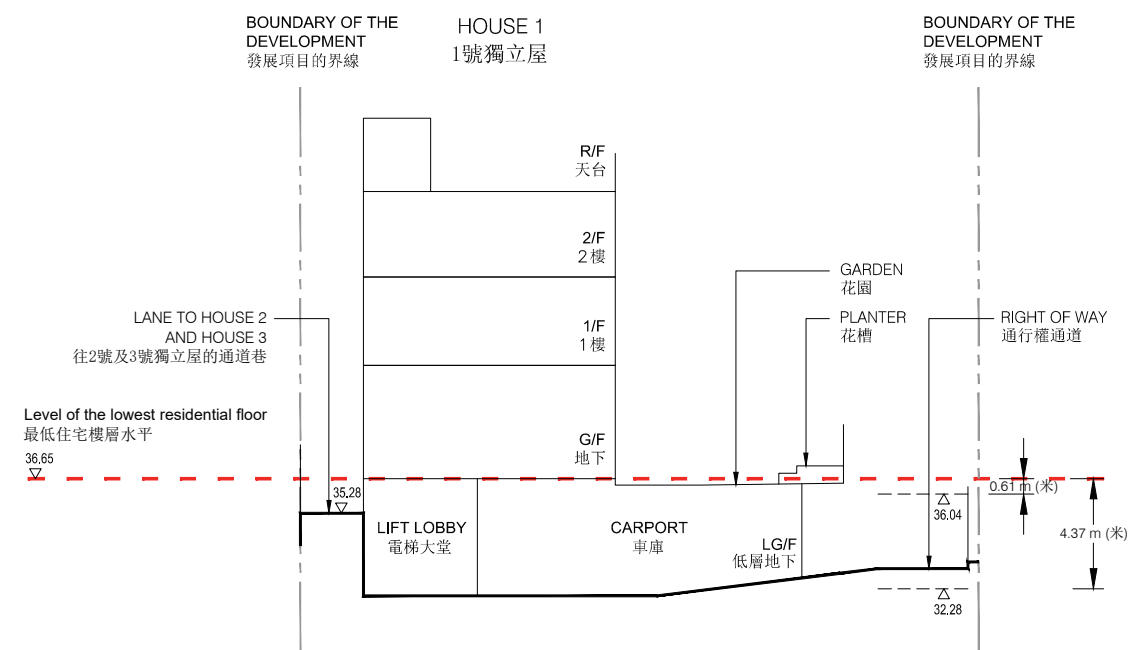 BOUNDARY OF THE
DEVELOPMENT
發展項目的界線
HOUSE 1
1號獨立屋
BOUNDARY OF THE
DEVELOPMENT
發展項目的界線
R/F
天台
2/F
2樓
GARDEN
花園
LANE TO HOUSE 2
AND HOUSE 3
往2號及3號獨立屋的通道巷
1/F
1樓
PLANTER
花槽
RIGHT OF WAY
通行權通道
Level of the lowest residential floor
最低住宅樓層水平
36.65
G/F
地下
35.28
0.61 m (米)
36.04
LIFT LOBBY
電梯大堂
CARPORT
車庫
LG/F
低層地下
4.37 m (米)
32.28